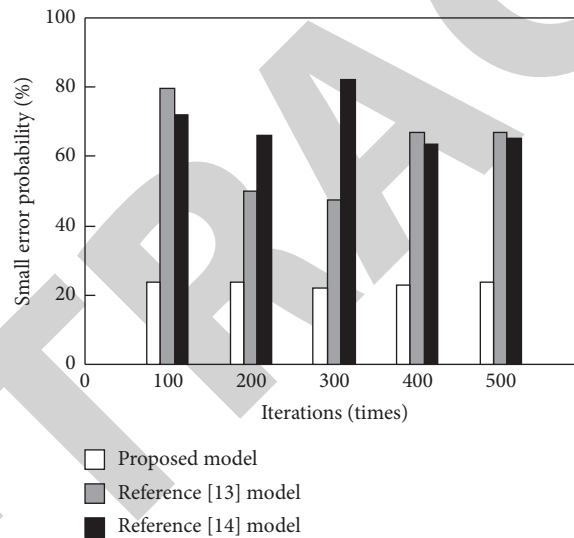 100
80
60
40
20
0
Small error probability (%)
0 100 200 300 400 500
Iterations (times)
Proposed model
Reference [13] model
Reference [14] model
TRAC